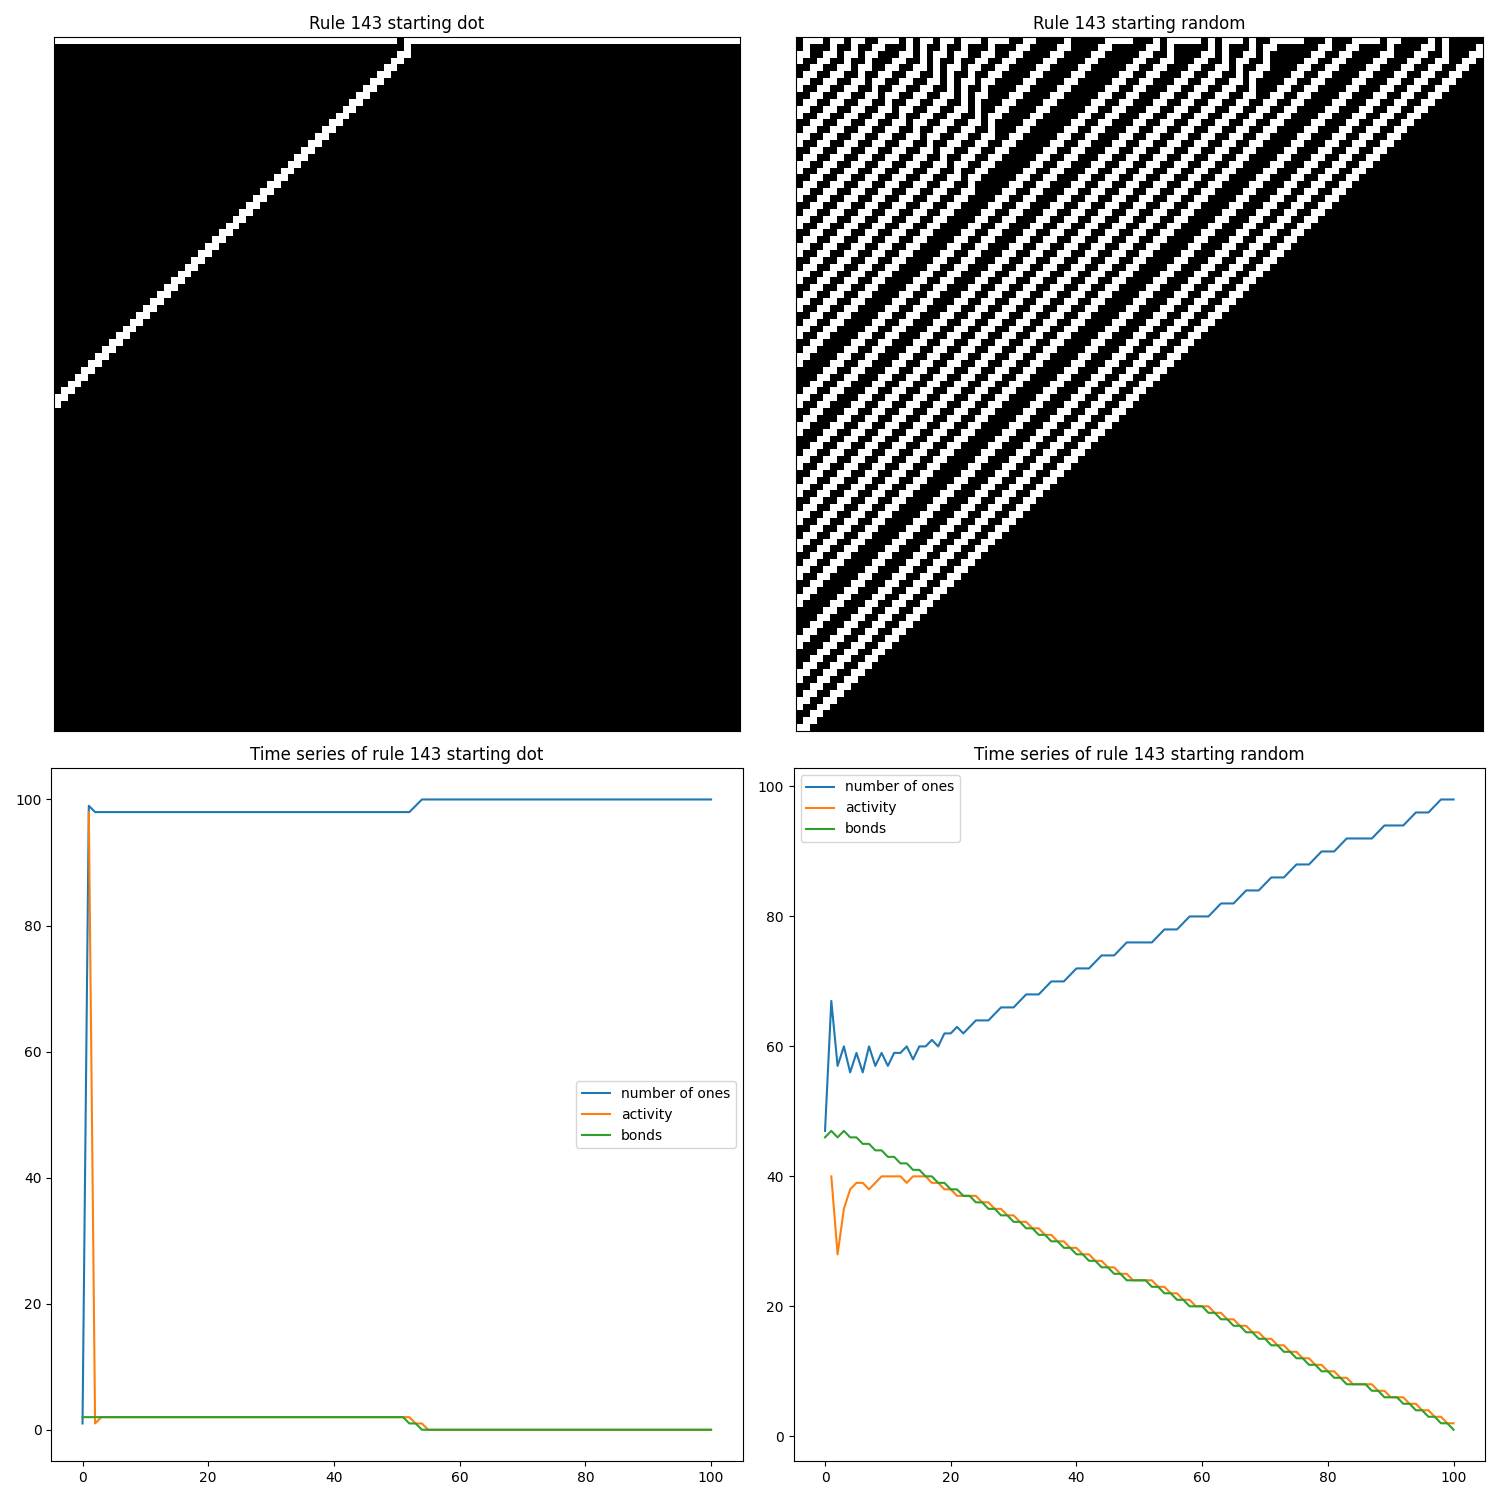 Rule 143 starting dot
Rule 143 starting random
Time series of rule 143 starting dot
100
80
60
40
20
0
0
20
40
60
80
100
number of ones
activity
bonds
Time series of rule 143 starting random
100
80
60
40
20
0
0
20
40
60
80
100
number of ones
activity
bonds